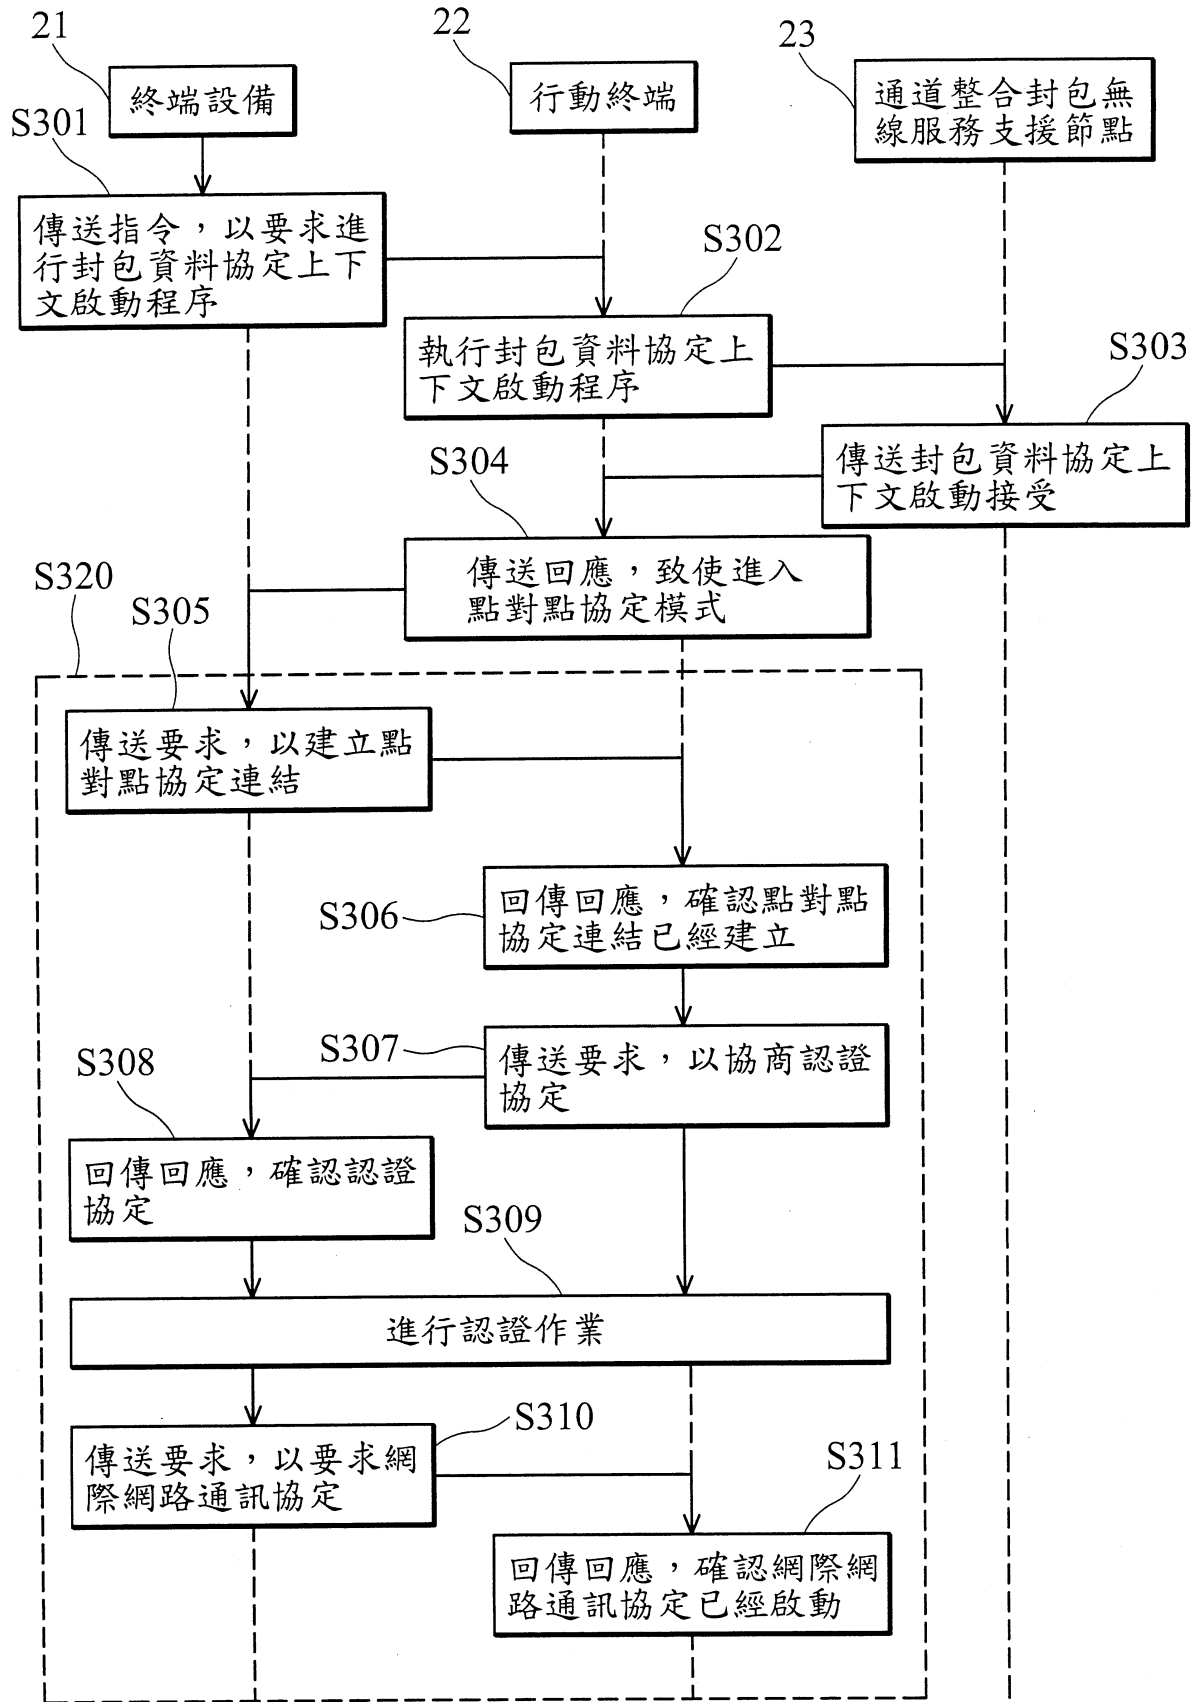 21
22
23
終端設備
行動終端
通道整合封包無
線服務支援節點
S301
傳送指令，以要求進
行封包資料協定上下
文啟動程序
S302
執行封包資料協定上
下文啟動程序
S303
傳送封包資料協定上
下文啟動接受
S304
傳送回應，致使進入
點對點協定模式
S320
S305
傳送要求，以建立點
對點協定連結
S306
回傳回應，確認點對點
協定連結已經建立
S307
傳送要求，以協商認證
協定
S308
回傳回應，確認認證
協定
S309
進行認證作業
S310
傳送要求，以要求網
際網路通訊協定
S311
回傳回應，確認網際網
路通訊協定已經啟動